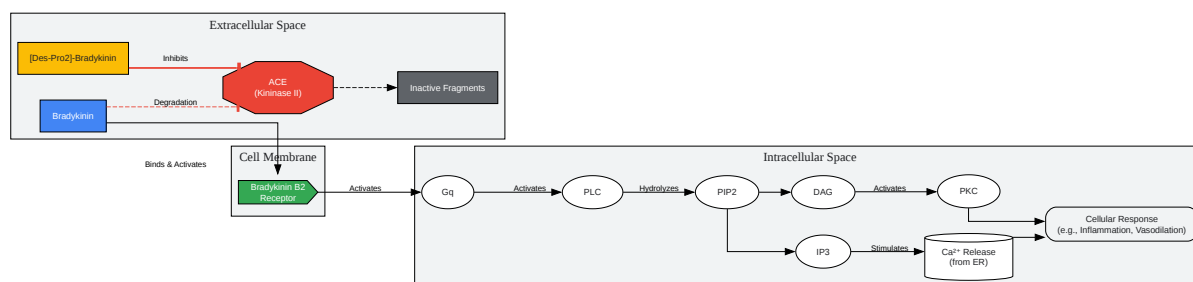 Extracellular Space
[Des-Pro2]-Bradykinin
Inhibits
ACE
(Kininase II)
Inactive Fragments
Degradation
Bradykinin
Binds & Activates
Cell Membrane
Bradykinin B2
Receptor
Activates
Intracellular Space
Gq
Activates
PLC
Hydrolyzes
PIP2
DAG
Activates
PKC
IP3
Stimulates
Ca²⁺ Release
(from ER)
Cellular Response
(e.g., Inflammation, Vasodilation)